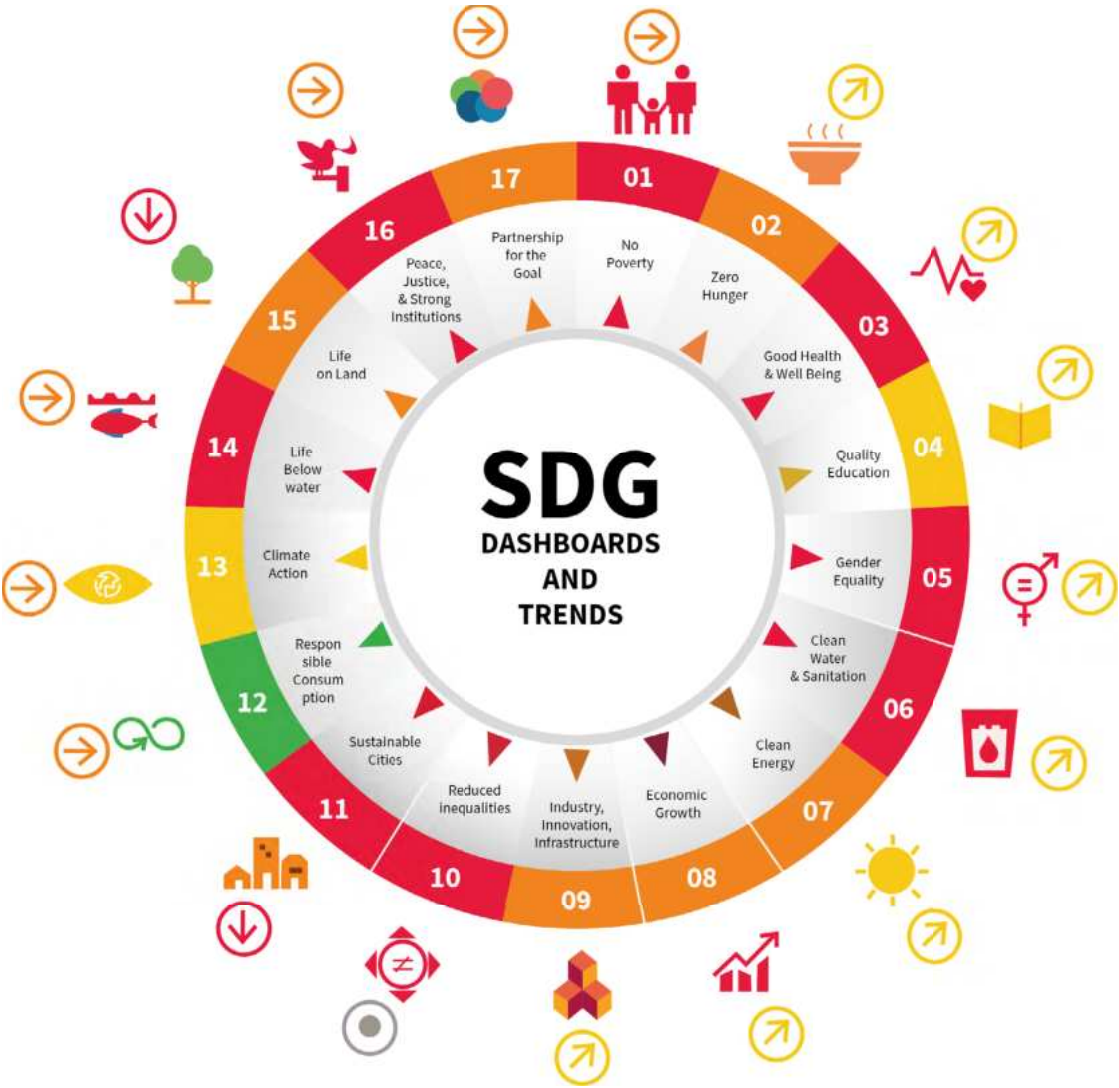 SDG
DASHBOARDS
AND
TRENDS
01
No
Poverty
02
Zero
Hunger
03
Good Health
& Well Being
04
Quality
Education
05
Gender
Equality
06
Clean
Water
& Sanitation
07
Clean
Energy
08
Economic
Growth
09
Industry,
Innovation,
Infrastructure
10
Reduced
inequalities
11
Sustainable
Cities
12
Respon
sible
Consum
ption
13
Climate
Action
14
Life
Below
water
15
Life
on Land
16
Peace,
Justice,
& Strong
Institutions
17
Partnership
for the
Goal